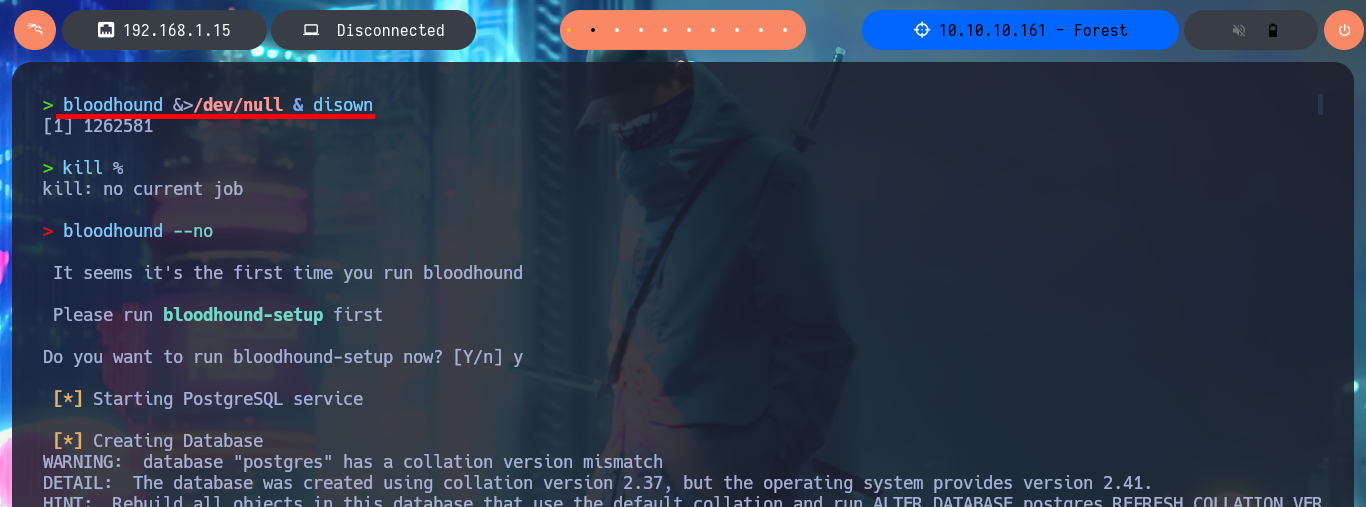 192.168.1.15 Disconnected 10.10.10.161 - Forest
> bloodhound &>/dev/null & disown
[1] 1262581
> kill %
kill: no current job
> bloodhound --no
It seems it's the first time you run bloodhound
Please run bloodhound-setup first
Do you want to run bloodhound-setup now? [Y/n] y
[*] Starting PostgreSQL service
[*] Creating Database
WARNING:  database "postgres" has a collation version mismatch
DETAIL:  The database was created using collation version 2.37, but the operating system provides version 2.41.
HINT:  Rebuild all objects in this database that use the default collation and run ALTER DATABASE postgres REFRESH COLLATION VER